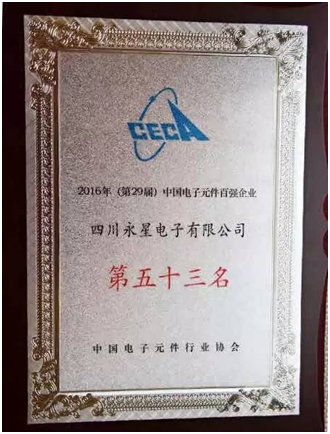 CECA
2016年（第29届）中国电子元件百强企业
四川永星电子有限公司
第五十三名
中国电子元件行业协会